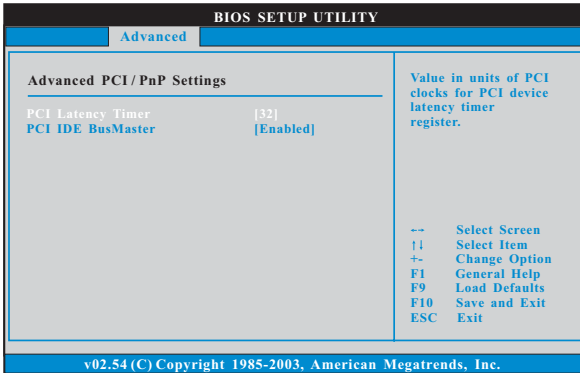 BIOS SETUP UTILITY
Advanced
Advanced PCI / PnP Settings
PCI Latency Timer [32]
PCI IDE BusMaster [Enabled]
Value in units of PCI
clocks for PCI device
latency timer
register.
←→ Select Screen
↑↓ Select Item
+- Change Option
F1 General Help
F9 Load Defaults
F10 Save and Exit
ESC Exit
v02.54 (C) Copyright 1985-2003, American Megatrends, Inc.